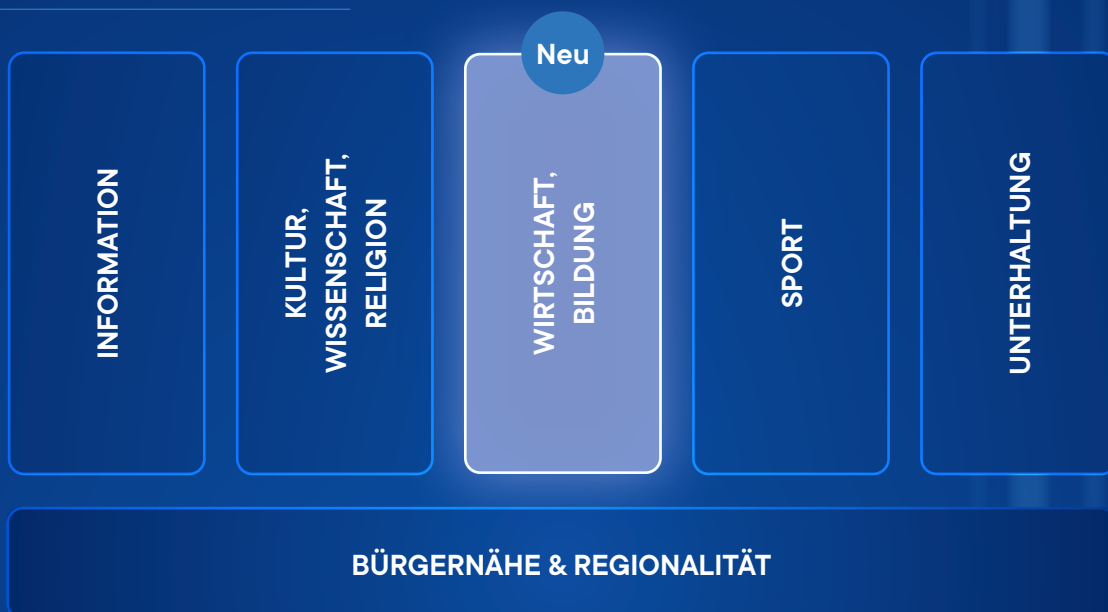 Neu
INFORMATION
KULTUR,
WISSENSCHAFT,
RELIGION
WIRTSCHAFT,
BILDUNG
SPORT
UNTERHALTUNG
BÜRGERNÄHE & REGIONALITÄT